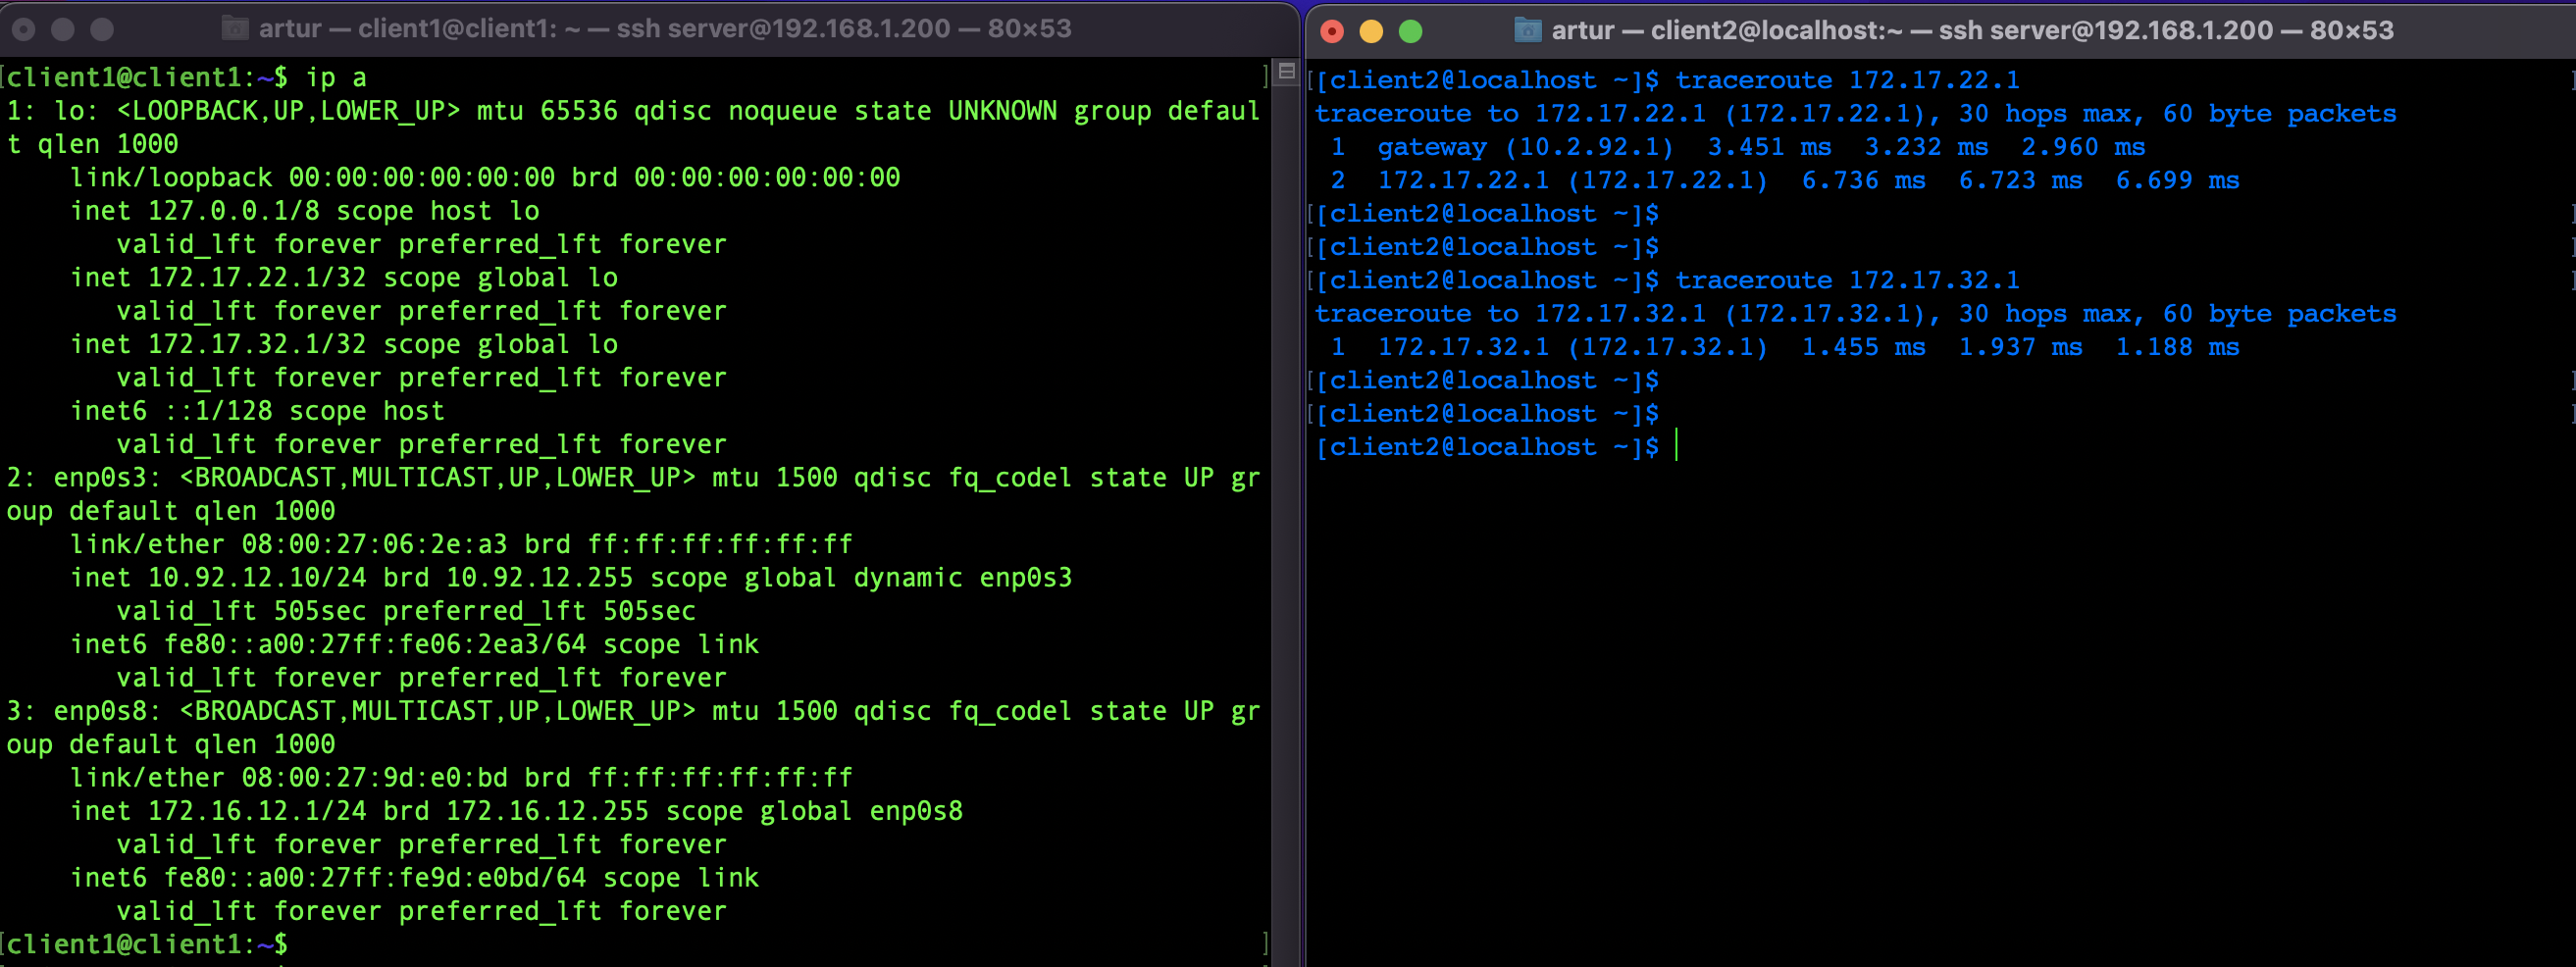 artur — client1@client1: ~ — ssh server@192.168.1.200 — 80×53
[client1@client1:~$ ip a ]
1: lo: <LOOPBACK,UP,LOWER_UP> mtu 65536 qdisc noqueue state UNKNOWN group defaul
t qlen 1000
    link/loopback 00:00:00:00:00:00 brd 00:00:00:00:00:00
    inet 127.0.0.1/8 scope host lo
       valid_lft forever preferred_lft forever
    inet 172.17.22.1/32 scope global lo
       valid_lft forever preferred_lft forever
    inet 172.17.32.1/32 scope global lo
       valid_lft forever preferred_lft forever
    inet6 ::1/128 scope host
       valid_lft forever preferred_lft forever
2: enp0s3: <BROADCAST,MULTICAST,UP,LOWER_UP> mtu 1500 qdisc fq_codel state UP gr
oup default qlen 1000
    link/ether 08:00:27:06:2e:a3 brd ff:ff:ff:ff:ff:ff
    inet 10.92.12.10/24 brd 10.92.12.255 scope global dynamic enp0s3
       valid_lft 505sec preferred_lft 505sec
    inet6 fe80::a00:27ff:fe06:2ea3/64 scope link
       valid_lft forever preferred_lft forever
3: enp0s8: <BROADCAST,MULTICAST,UP,LOWER_UP> mtu 1500 qdisc fq_codel state UP gr
oup default qlen 1000
    link/ether 08:00:27:9d:e0:bd brd ff:ff:ff:ff:ff:ff
    inet 172.16.12.1/24 brd 172.16.12.255 scope global enp0s8
       valid_lft forever preferred_lft forever
    inet6 fe80::a00:27ff:fe9d:e0bd/64 scope link
       valid_lft forever preferred_lft forever
[client1@client1:~$ ]
artur — client2@localhost:~ — ssh server@192.168.1.200 — 80×53
[[client2@localhost ~]$ traceroute 172.17.22.1 ]
traceroute to 172.17.22.1 (172.17.22.1), 30 hops max, 60 byte packets
 1  gateway (10.2.92.1)  3.451 ms  3.232 ms  2.960 ms
 2  172.17.22.1 (172.17.22.1)  6.736 ms  6.723 ms  6.699 ms
[[client2@localhost ~]$ ]
[[client2@localhost ~]$ ]
[[client2@localhost ~]$ traceroute 172.17.32.1 ]
traceroute to 172.17.32.1 (172.17.32.1), 30 hops max, 60 byte packets
 1  172.17.32.1 (172.17.32.1)  1.455 ms  1.937 ms  1.188 ms
[[client2@localhost ~]$ ]
[[client2@localhost ~]$ ]
[client2@localhost ~]$